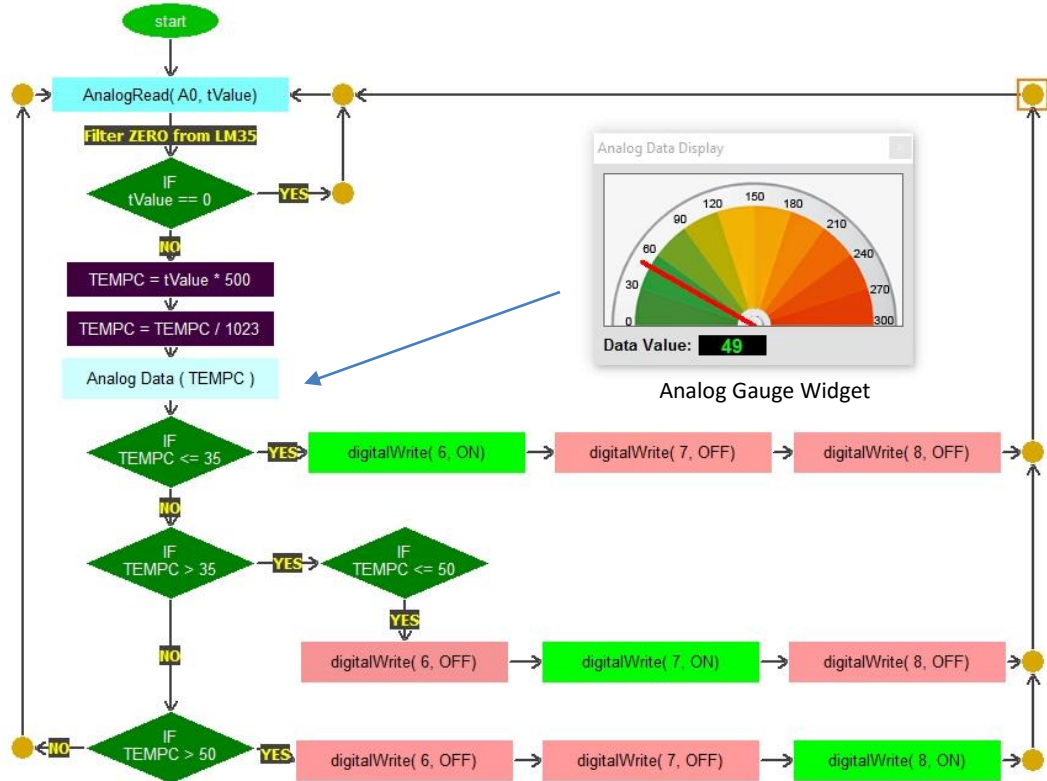 start
AnalogRead( A0, tValue)
Filter ZERO from LM35
IF
tValue == 0
YES
NO
TEMPC = tValue * 500
TEMPC = TEMPC / 1023
Analog Data ( TEMPC )
Analog Data Display
0
30
60
90
120
150
180
210
240
270
300
Data Value: 49
Analog Gauge Widget
IF
TEMPC <= 35
YES
digitalWrite( 6, ON)
digitalWrite( 7, OFF)
digitalWrite( 8, OFF)
NO
IF
TEMPC > 35
YES
IF
TEMPC <= 50
YES
digitalWrite( 6, OFF)
digitalWrite( 7, ON)
digitalWrite( 8, OFF)
NO
IF
TEMPC > 50
NO
YES
digitalWrite( 6, OFF)
digitalWrite( 7, OFF)
digitalWrite( 8, ON)